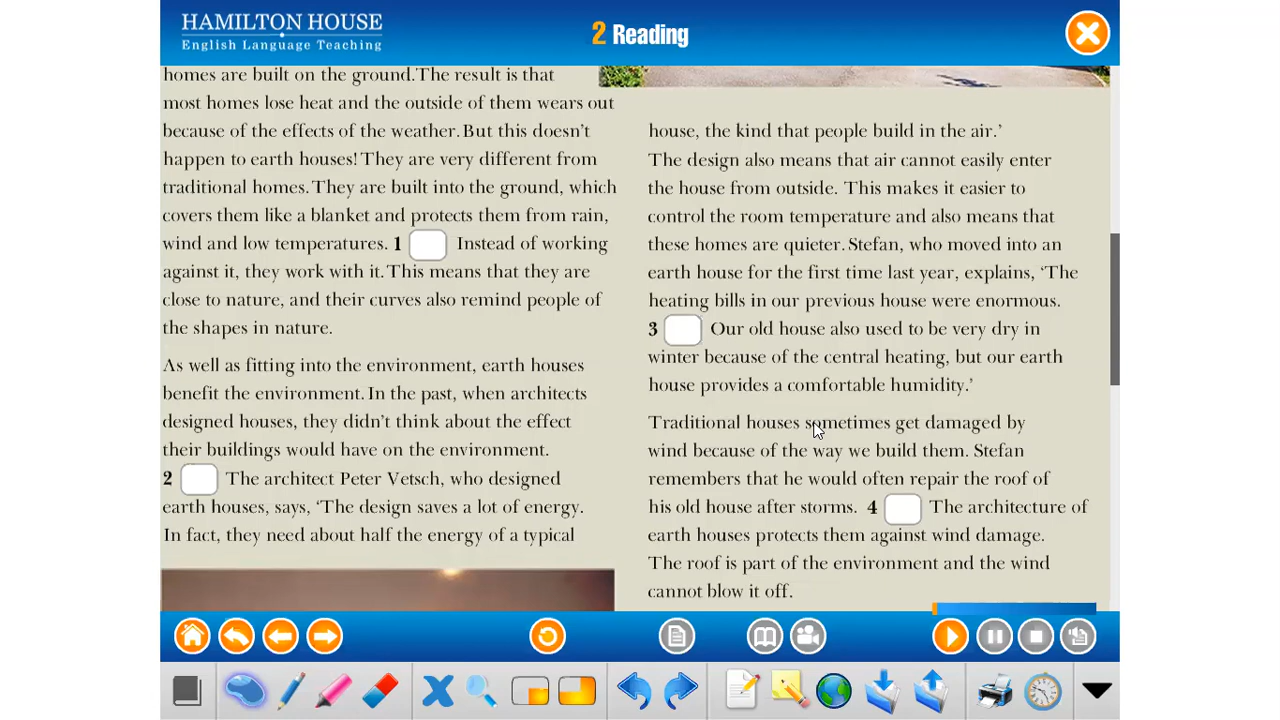 HAMILTON HOUSE
English Language Teaching
2 Reading
homes are built on the ground. The result is that
most homes lose heat and the outside of them wears out
because of the effects of the weather. But this doesn't
happen to earth houses! They are very different from
traditional homes. They are built into the ground, which
covers them like a blanket and protects them from rain,
wind and low temperatures. 1 Instead of working
against it, they work with it. This means that they are
close to nature, and their curves also remind people of
the shapes in nature.
As well as fitting into the environment, earth houses
benefit the environment. In the past, when architects
designed houses, they didn't think about the effect
their buildings would have on the environment.
2 The architect Peter Vetsch, who designed
earth houses, says, 'The design saves a lot of energy.
In fact, they need about half the energy of a typical
house, the kind that people build in the air.'
The design also means that air cannot easily enter
the house from outside. This makes it easier to
control the room temperature and also means that
these homes are quieter. Stefan, who moved into an
earth house for the first time last year, explains, 'The
heating bills in our previous house were enormous.
3 Our old house also used to be very dry in
winter because of the central heating, but our earth
house provides a comfortable humidity.'
Traditional houses sometimes get damaged by
wind because of the way we build them. Stefan
remembers that he would often repair the roof of
his old house after storms. 4 The architecture of
earth houses protects them against wind damage.
The roof is part of the environment and the wind
cannot blow it off.